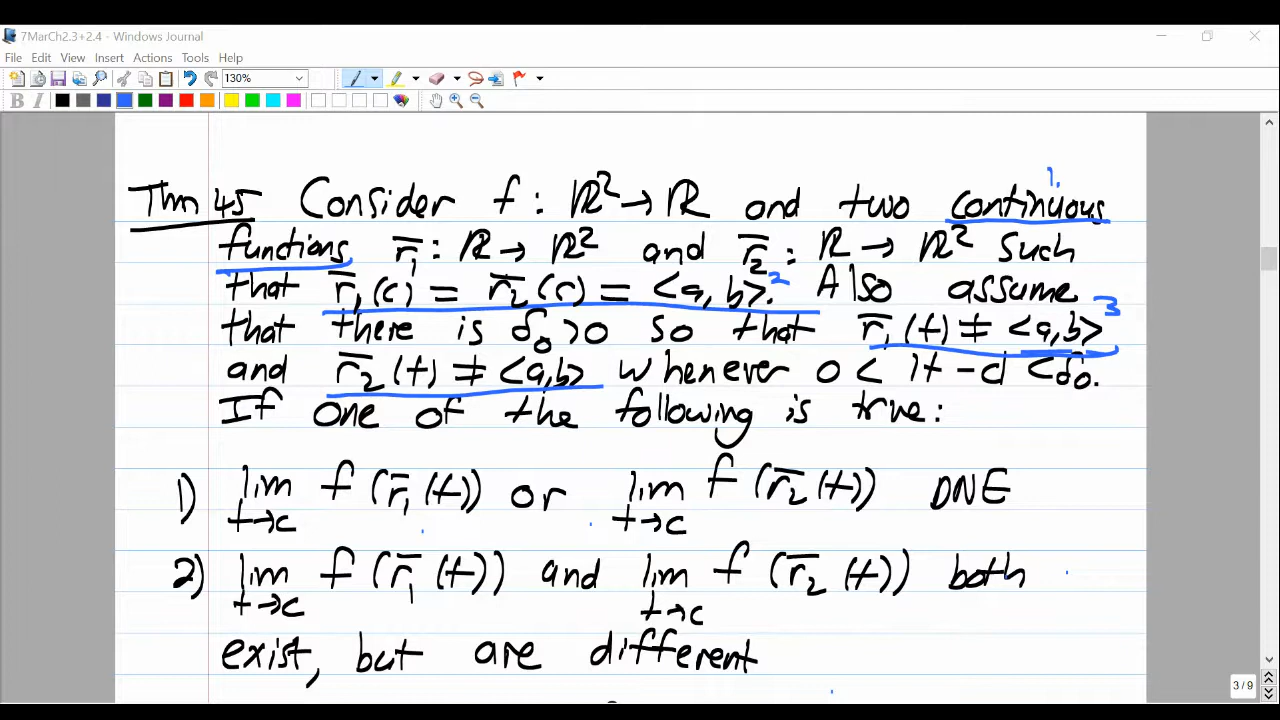 7MarCh2.3+2.4 - Windows Journal
File Edit View Insert Actions Tools Help
130%
B I
1.
Thm 45 Consider f : ℝ² → ℝ and two continuous
functions r̄₁ : ℝ → ℝ² and r̄₂ : ℝ → ℝ² such
that r̄₁(c) = r̄₂(c) = <a, b>.² Also assume
that there is δ₀ > 0 so that r̄₁(t) ≠ <a, b> 3
and r̄₂(t) ≠ <a, b> whenever 0 < |t - c| < δ₀.
If one of the following is true:
1) lim f(r̄₁(t)) or lim f(r̄₂(t)) DNE
t→c t→c
2) lim f(r̄₁(t)) and lim f(r̄₂(t)) both
t→c t→c
exist, but are different
3 / 9